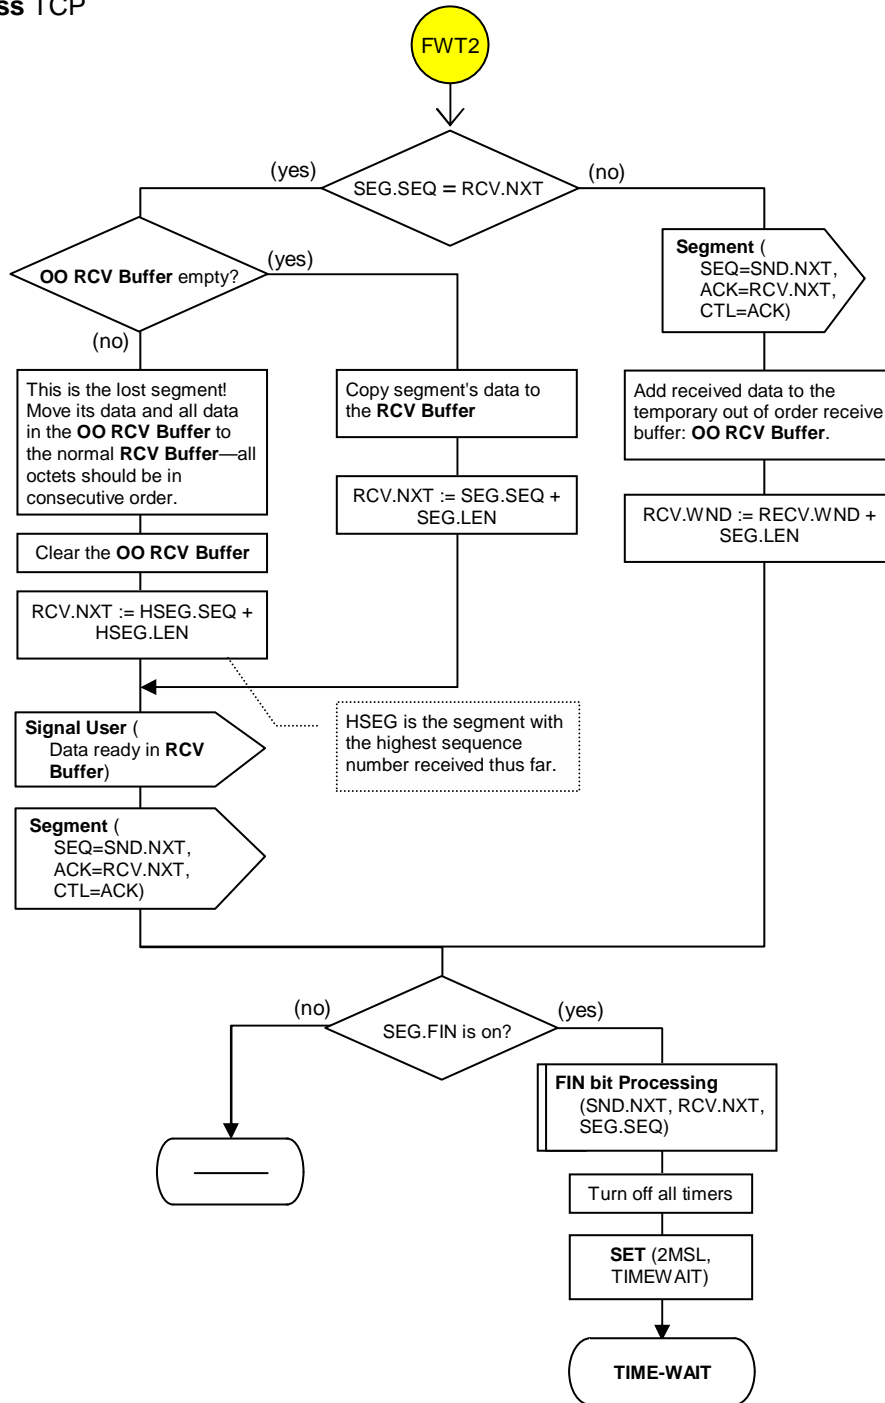 ss TCP
FWT2
(yes)
SEG.SEQ = RCV.NXT
(no)
OO RCV Buffer empty?
(yes)
(no)
Segment (
SEQ=SND.NXT,
ACK=RCV.NXT,
CTL=ACK)
This is the lost segment!
Move its data and all data
in the OO RCV Buffer to
the normal RCV Buffer—all
octets should be in
consecutive order.
Copy segment's data to
the RCV Buffer
Add received data to the
temporary out of order receive
buffer: OO RCV Buffer.
RCV.NXT := SEG.SEQ +
SEG.LEN
RCV.WND := RECV.WND +
SEG.LEN
Clear the OO RCV Buffer
RCV.NXT := HSEG.SEQ +
HSEG.LEN
HSEG is the segment with
the highest sequence
number received thus far.
Signal User (
Data ready in RCV
Buffer)
Segment (
SEQ=SND.NXT,
ACK=RCV.NXT,
CTL=ACK)
(no)
SEG.FIN is on?
(yes)
FIN bit Processing
(SND.NXT, RCV.NXT,
SEG.SEQ)
Turn off all timers
SET (2MSL,
TIMEWAIT)
TIME-WAIT